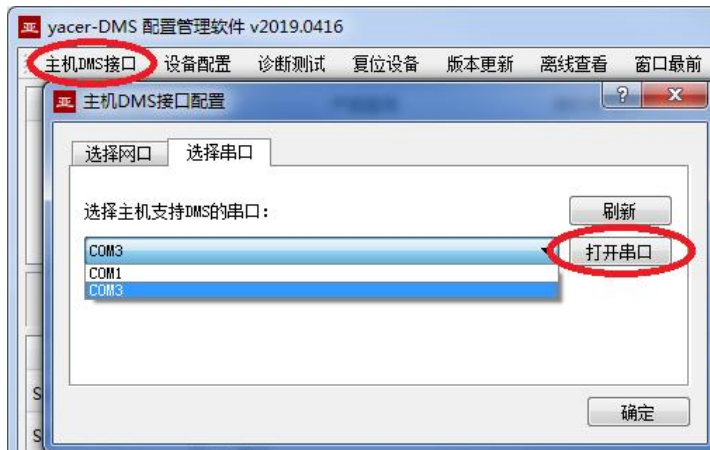 亚 yacer-DMS 配置管理软件 v2019.0416
主机DMS接口 设备配置 诊断测试 复位设备 版本更新 离线查看 窗口最前
亚 主机DMS接口配置 ? X
选择网口 选择串口
选择主机支持DMS的串口： 刷新
COM3 打开串口
COM1
COM3
确定
S
S